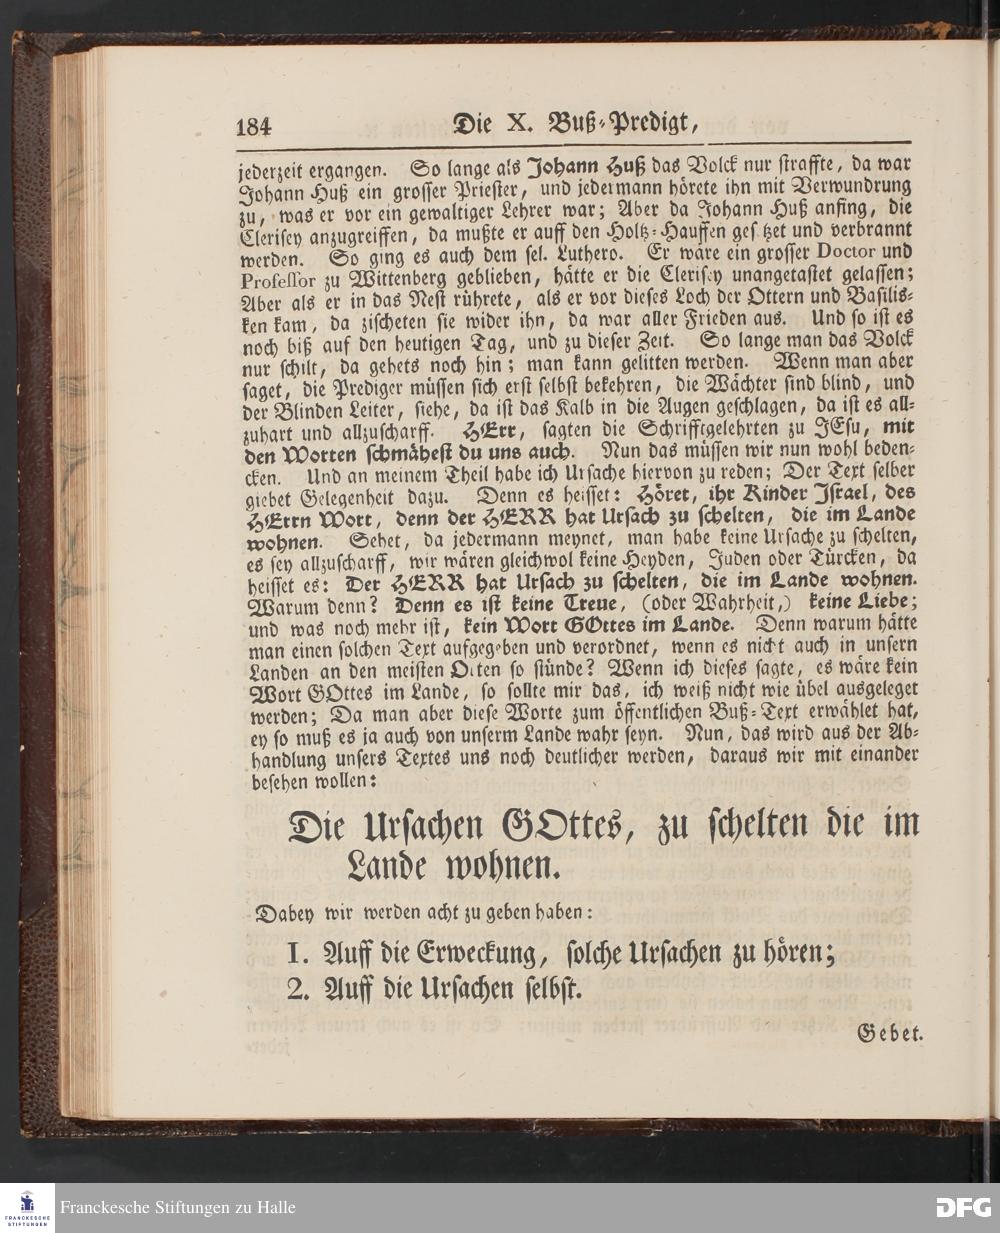 184 Die X. Buß-Predigt,
jederzeit ergangen. So lange als Johann Huß das Volck nur straffte, da war
Johann Huß ein grosser Priester, und jedermann hörete ihn mit Verwundrung
zu, was er vor ein gewaltiger Lehrer war; Aber da Johann Huß anfing, die
Clerisey anzugreiffen, da mußte er auff den Holtz-Hauffen gesetzet und verbrannt
werden. So ging es auch dem sel. Luthero. Er wäre ein grosser Doctor und
Professor zu Wittenberg geblieben, hätte er die Clerisey unangetastet gelassen;
Aber als er in das Nest rührete, als er vor dieses Loch der Ottern und Basilis-
ken kam, da zischeten sie wider ihn, da war aller Frieden aus. Und so ist es
noch biß auf den heutigen Tag, und zu dieser Zeit. So lange man das Volck
nur schilt, da gehets noch hin; man kann gelitten werden. Wenn man aber
saget, die Prediger müssen sich erst selbst bekehren, die Wächter sind blind, und
der Blinden Leiter, siehe, da ist das Kalb in die Augen geschlagen, da ist es all-
zuhart und allzuscharff. HErr, sagten die Schrifftgelehrten zu JEsu, mit
den Worten schmähest du uns auch. Nun das müssen wir nun wohl beden-
cken. Und an meinem Theil habe ich Ursache hiervon zu reden; Der Text selber
giebet Gelegenheit dazu. Denn es heisset: Höret, ihr Kinder Israel, des
HErrn Wort, denn der HERR hat Ursach zu schelten, die im Lande
wohnen. Sehet, da jedermann meynet, man habe keine Ursache zu schelten,
es sey allzuscharff, wir wären gleichwol keine Heyden, Juden oder Türcken, da
heisset es: Der HERR hat Ursach zu schelten, die im Lande wohnen.
Warum denn? Denn es ist keine Treue, (oder Wahrheit,) keine Liebe;
und was noch mehr ist, kein Wort GOttes im Lande. Denn warum hätte
man einen solchen Text aufgegeben und verordnet, wenn es nicht auch in unsern
Landen an den meisten Orten so stünde? Wenn ich dieses sagte, es wäre kein
Wort GOttes im Lande, so sollte mir das, ich weiß nicht wie übel ausgeleget
werden; Da man aber diese Worte zum öffentlichen Buß-Text erwählet hat,
ey so muß es ja auch von unserm Lande wahr seyn. Nun, das wird aus der Ab-
handlung unsers Textes uns noch deutlicher werden, daraus wir mit einander
besehen wollen:
Die Ursachen GOttes, zu schelten die im
Lande wohnen.
Dabey wir werden acht zu geben haben:
1. Auff die Erweckung, solche Ursachen zu hören;
2. Auff die Ursachen selbst.
Gebet.
FRANCKESCHE
STIFTUNGEN
Franckesche Stiftungen zu Halle
DFG